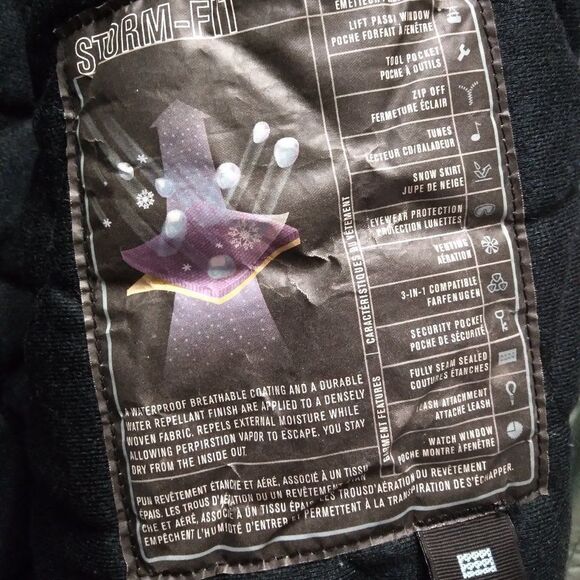 STORM-FIT
LIFT PASS/ WINDOW
POCHE FORFAIT À FENÊTRE
TOOL POCKET
POCHE À OUTILS
ZIP OFF
FERMETURE ÉCLAIR
TUNES
LECTEUR CD/BALADEUR
SNOW SKIRT
JUPE DE NEIGE
EYEWEAR PROTECTION
PROTECTION LUNETTES
VENTING
AÉRATION
3-IN-1 COMPATIBLE
FARFENUGEN
SECURITY POCKET
POCHE DE SÉCURITÉ
FULLY SEAM SEALED
COUTURES ÉTANCHES
LEASH ATTACHMENT
ATTACHE LEASH
WATCH WINDOW
POCHE MONTRE À FENÊTRE
GARMENT FEATURES
CARACTÉRISTIQUES DU VÊTEMENT
A WATERPROOF BREATHABLE COATING AND A DURABLE
WATER REPELLANT FINISH ARE APPLIED TO A DENSELY
WOVEN FABRIC. REPELS EXTERNAL MOISTURE WHILE
ALLOWING PERPIRSTION VAPOR TO ESCAPE. YOU STAY
DRY FROM THE INSIDE OUT
PUN REVÊTEMENT ÉTANCHE ET AÉRÉ, ASSOCIÉ À UN TISSU
ÉPAIS. LES TROUS D'AÉRATION DU REVÊTEMENT
CHE ET AÉRÉ, ASSOCIÉ À UN TISSU ÉPAIS. LES TROUSD'AÉRATION OU REVÊTEMENT
EMPÊCHENT L'HUMIDITÉ D'ENTRER ET PERMETTENT À LA TRANSPIRATION DE S'ÉCHAPPER.